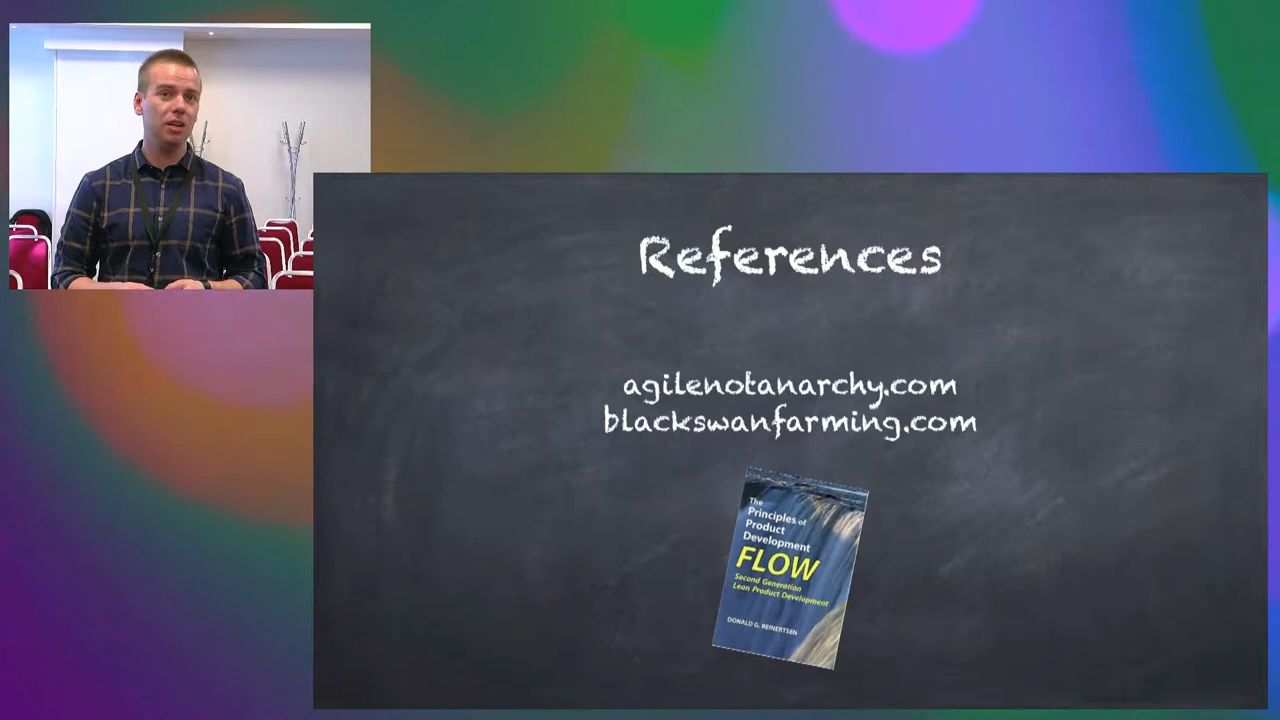 References
agilenotanarchy.com
blackswanfarming.com
The
Principles of
Product
Development
FLOW
Second Generation
Lean Product Development
DONALD G. REINERTSEN